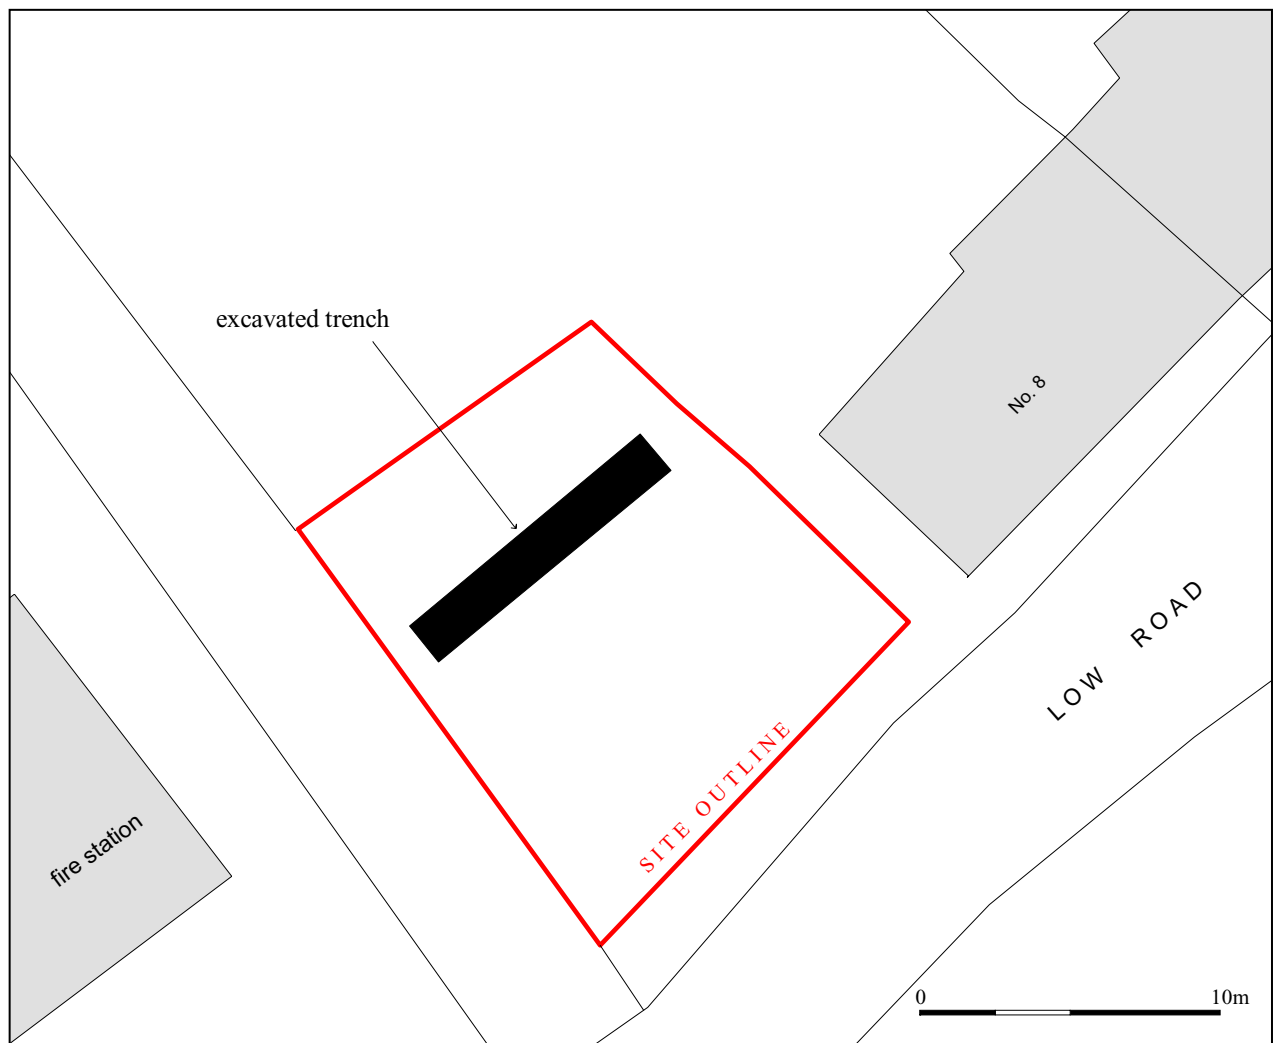 excavated trench
No. 8
LOW ROAD
SITE OUTLINE
fire station
0 10m